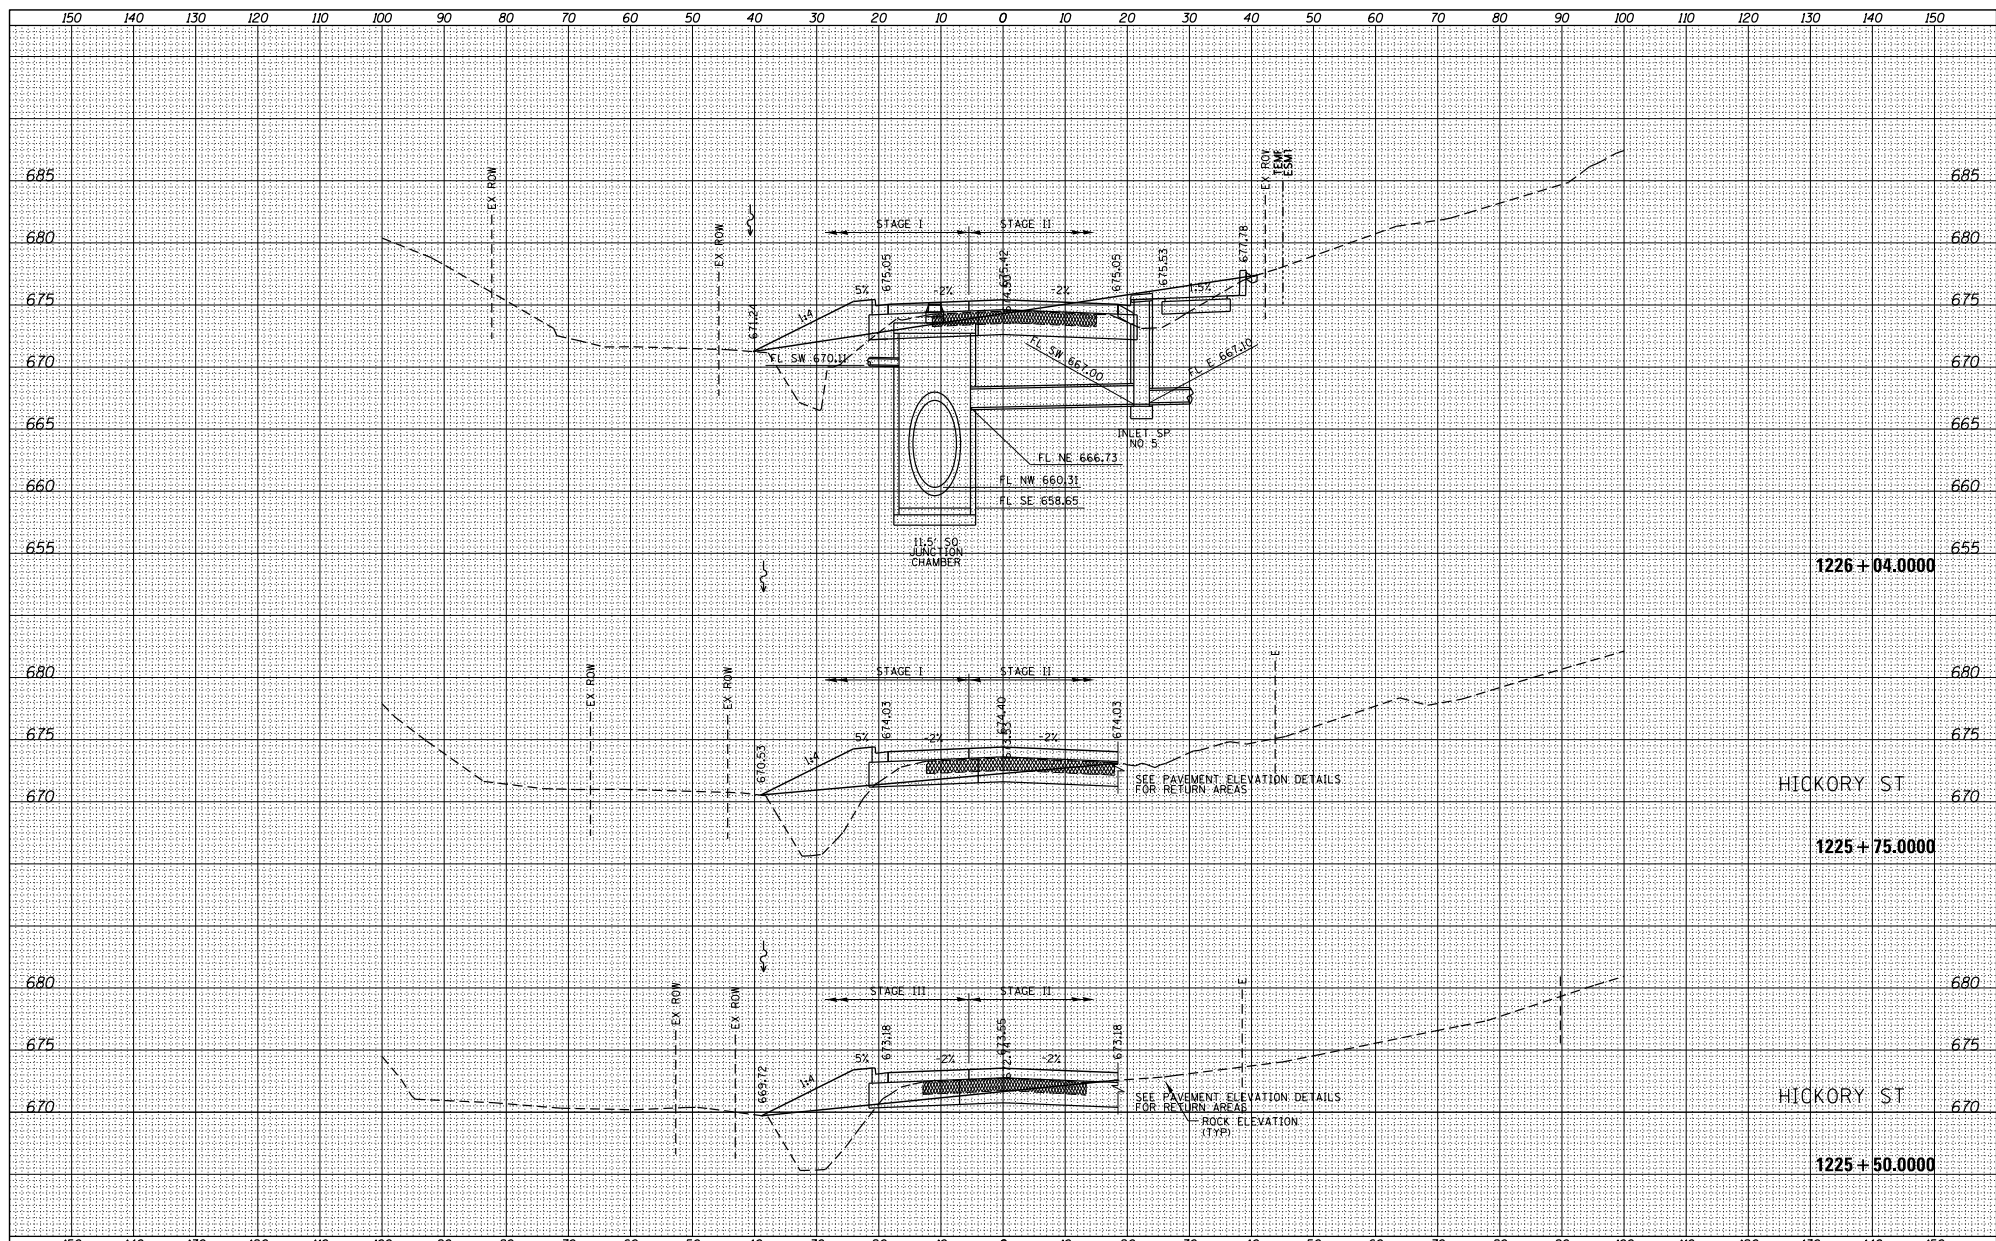 150 140 130 120 110 100 90 80 70 60 50 40 30 20 10 0 10 20 30 40 50 60 70 80 90 100 110 120 130 140 150
EX ROW
TEMP
ESMT
685
EX ROW
685
STAGE I
STAGE II
680
EX ROW
677.78
680
675.05
675.42
675.05
675.53
5%
-2%
-2%
1.5%
675
675
671.24
1:4
FL SW 670.11
FL SW 667.00
FL E 667.10
670
670
665
INLET SP
NO 5
665
FL NE 666.73
FL NW 660.31
660
660
FL SE 658.65
11.5' SQ
JUNCTION
CHAMBER
655
655
1226+04.0000
680
EX ROW
EX ROW
STAGE I
STAGE II
E
680
674.03
674.40
673.53
674.03
675
5%
-2%
-2%
675
670.53
1:4
SEE PAVEMENT ELEVATION DETAILS
FOR RETURN AREAS
HICKORY ST
670
670
1225+75.0000
680
EX ROW
EX ROW
STAGE III
STAGE II
E
680
673.18
673.55
673.18
675
5%
-2%
-2%
675
669.72
1:4
SEE PAVEMENT ELEVATION DETAILS
FOR RETURN AREAS
HICKORY ST
670
670
ROCK ELEVATION
(TYP)
1225+50.0000